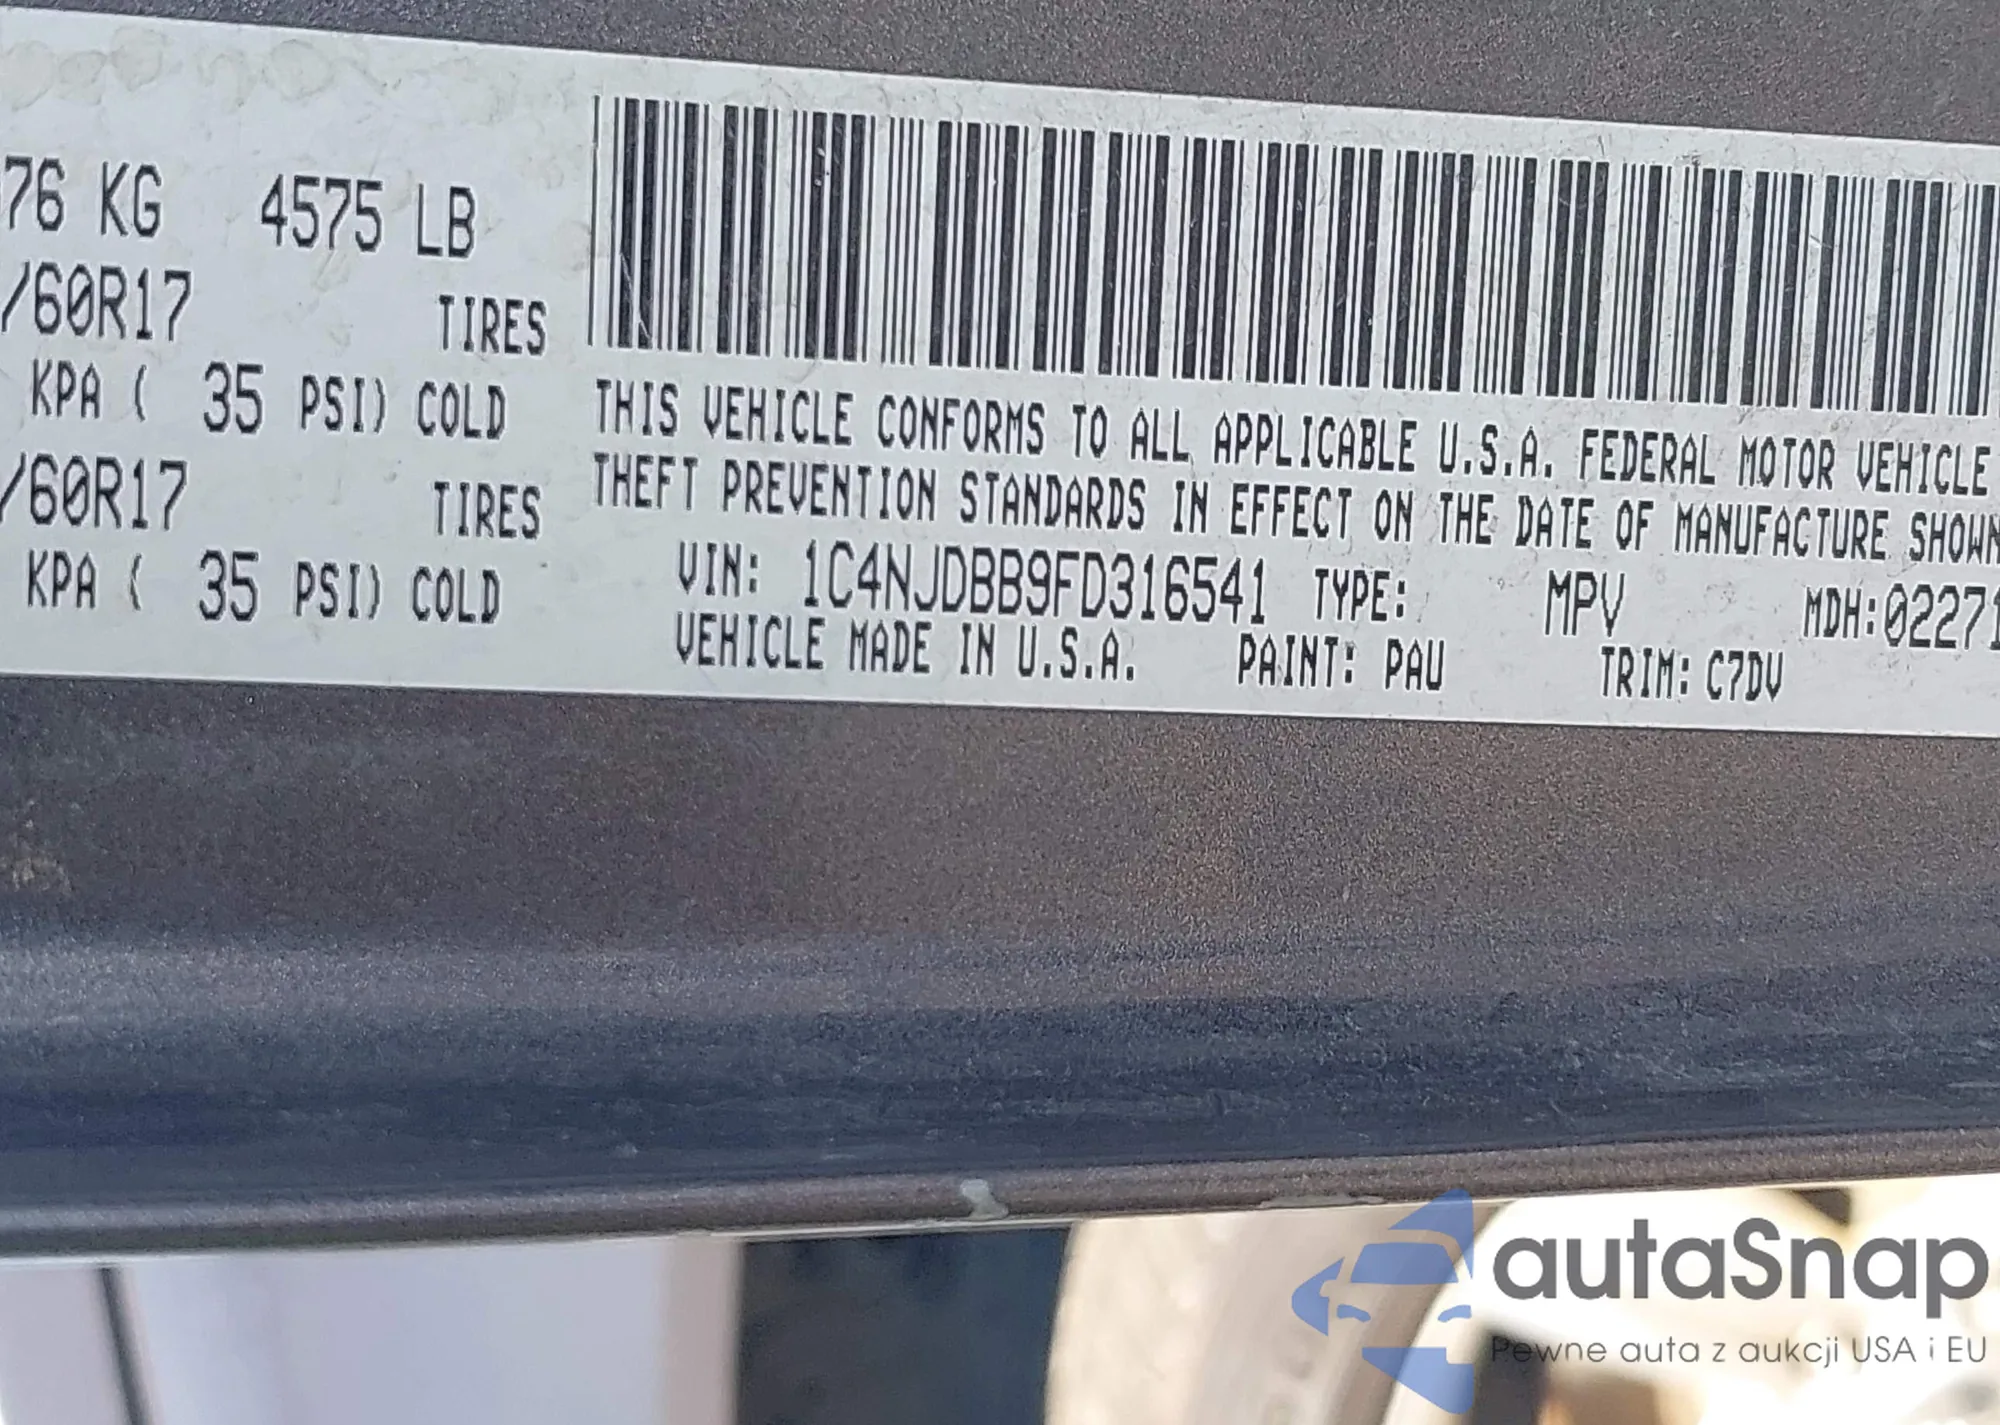 76 KG 4575 LB
/60R17 TIRES
KPA ( 35 PSI) COLD
/60R17 TIRES
KPA ( 35 PSI) COLD
THIS VEHICLE CONFORMS TO ALL APPLICABLE U.S.A. FEDERAL MOTOR VEHICLE
THEFT PREVENTION STANDARDS IN EFFECT ON THE DATE OF MANUFACTURE SHOWN
VIN: 1C4NJDBB9FD316541 TYPE: MPV MDH:02271
VEHICLE MADE IN U.S.A. PAINT: PAU TRIM: C7DV
autaSnap
Pewne auta z aukcji USA i EU